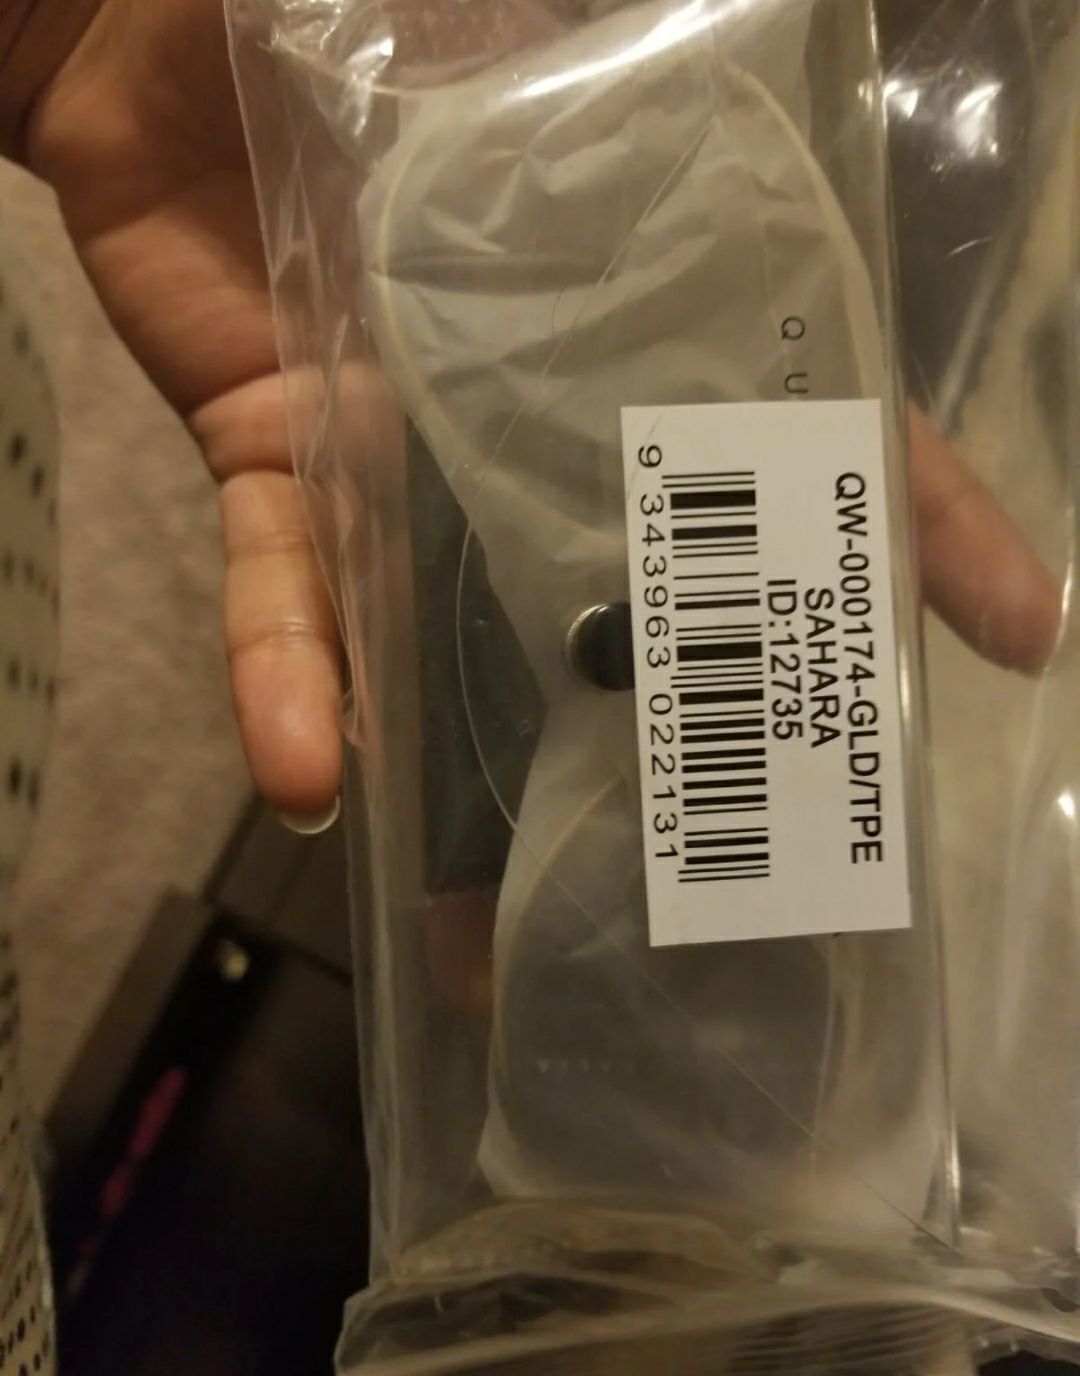 Q U
QW-000174-GLD/TPE
SAHARA
ID:12735
9 343963 022131